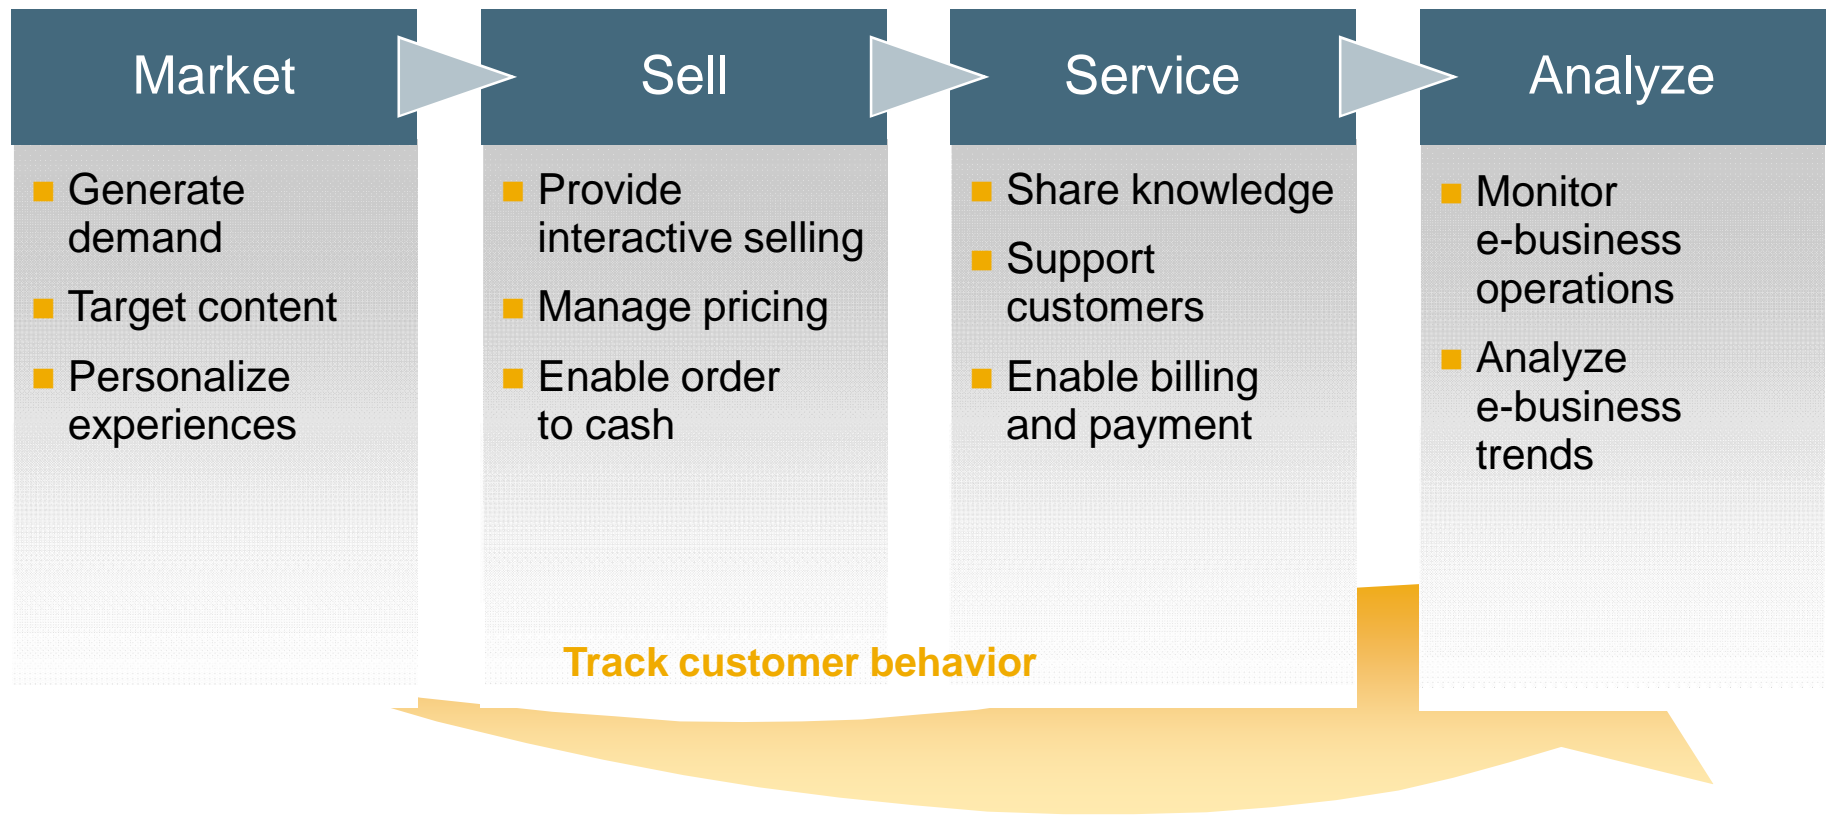 Market
Generate
demand
Target content
Personalize
experiences
Sell
Provide
interactive selling
Manage pricing
Enable order
to cash
Service
Share knowledge
Support
customers
Enable billing
and payment
Analyze
Monitor
e-business
operations
Analyze
e-business
trends
Track customer behavior